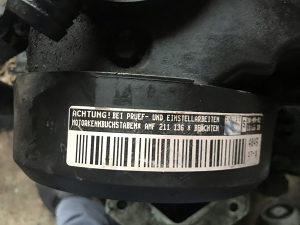 ACHTUNG! BEI PRUEF- UND EINSTELLARBEITEN
MOTORKENNBUCHSTABEN* AMF 211 136 * BEACHTEN